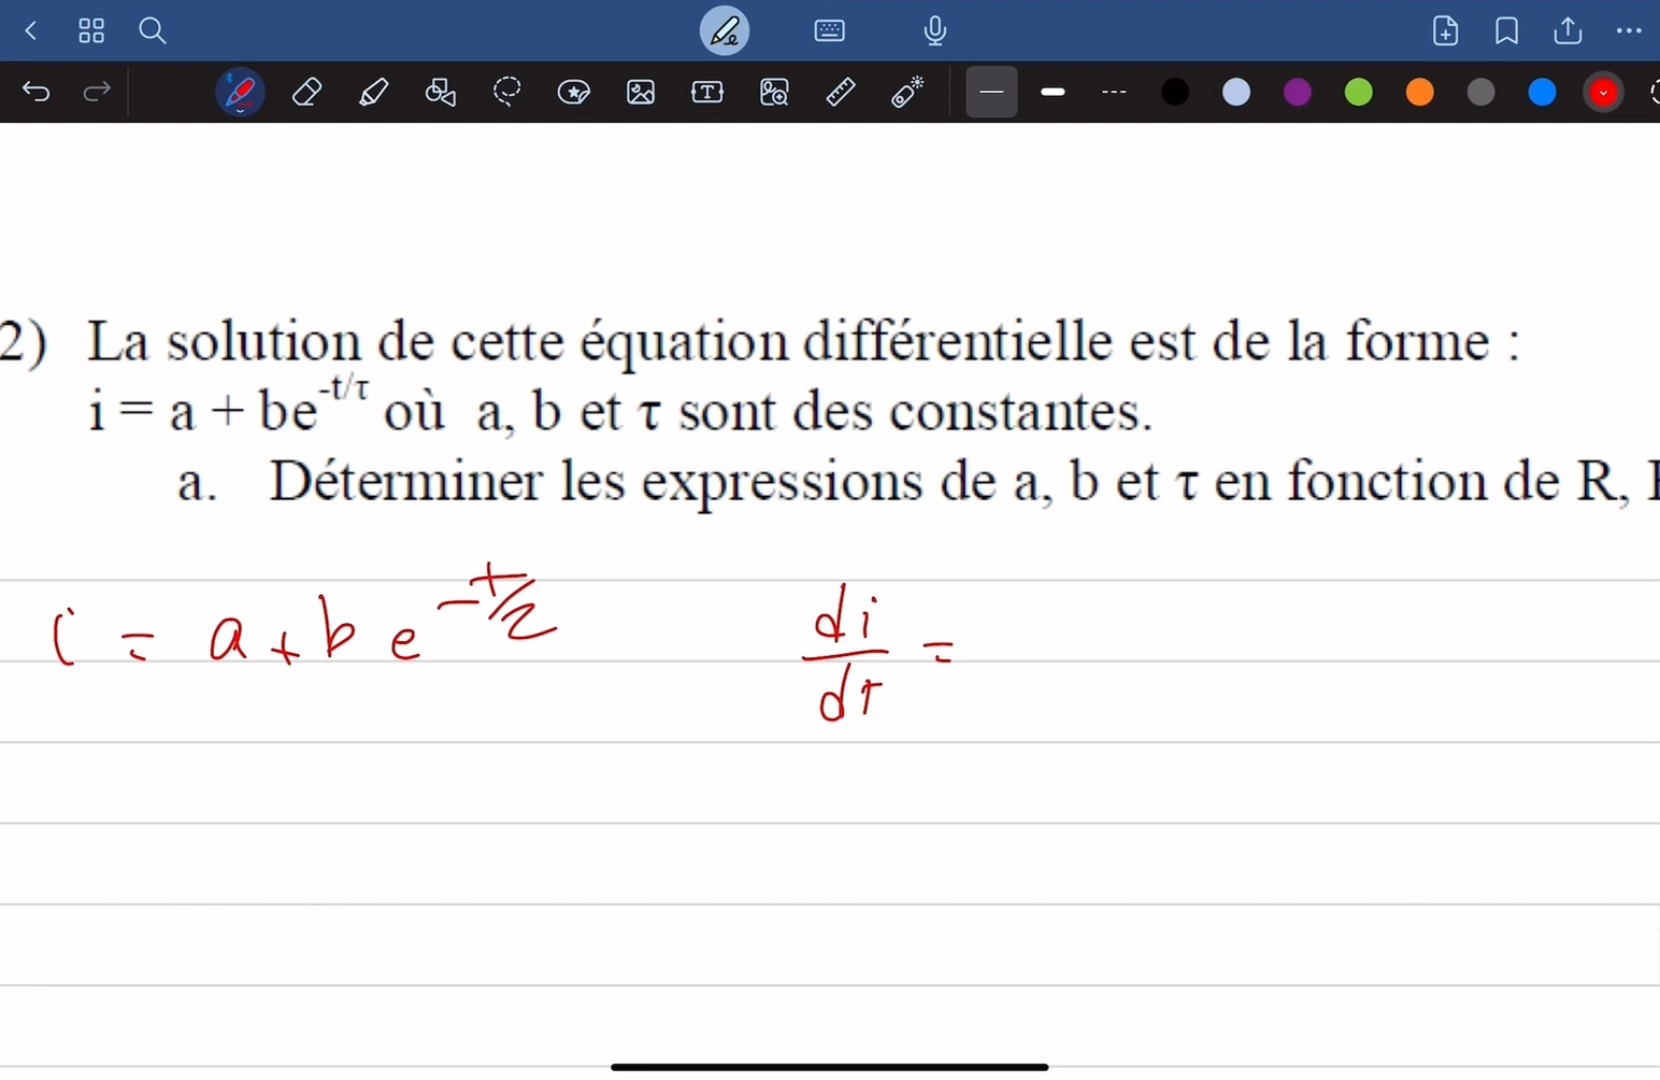 2) La solution de cette équation différentielle est de la forme :
i = a + be^-t/τ où a, b et τ sont des constantes.
a. Déterminer les expressions de a, b et τ en fonction de R,
i = a + b e^-t/τ
di/dt =